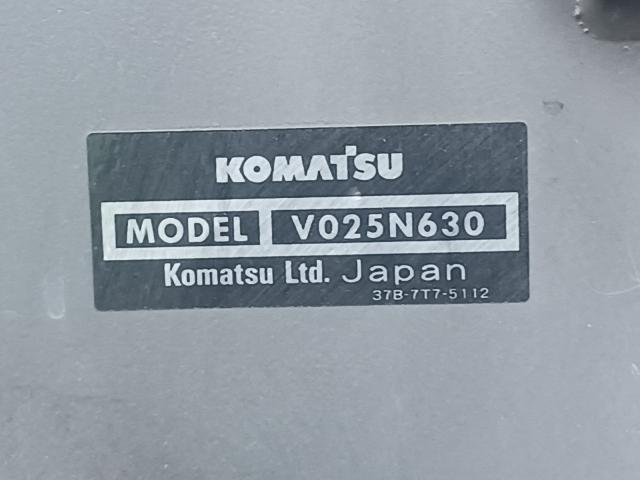 KOMATSU
MODEL V025N630
Komatsu Ltd. Japan
37B-7T7-5112